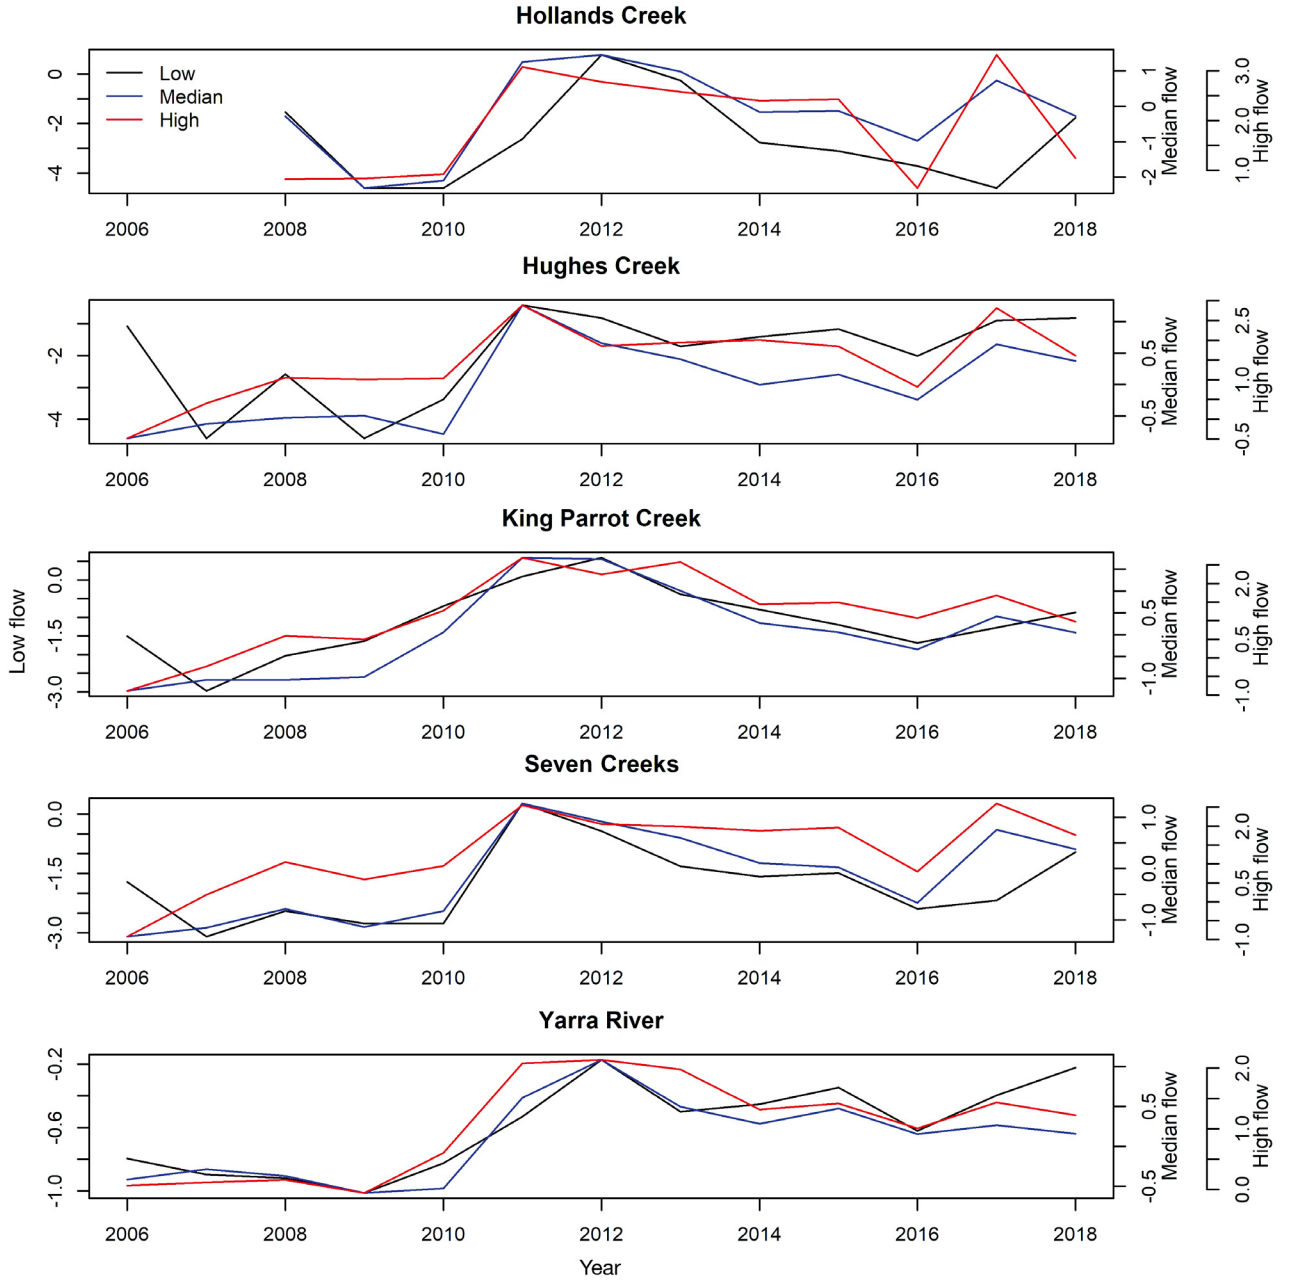 Hollands Creek
Low
Median
High
0
-2
-4
1
0
-1
-2
Median flow
3.0
2.0
1.0
High flow
2006 2008 2010 2012 2014 2016 2018
Hughes Creek
-2
-4
0.5
-0.5
Median flow
2.5
1.0
-0.5
High flow
2006 2008 2010 2012 2014 2016 2018
King Parrot Creek
Low flow
0.0
-1.5
-3.0
0.5
-1.0
Median flow
2.0
0.5
-1.0
High flow
2006 2008 2010 2012 2014 2016 2018
Seven Creeks
0.0
-1.5
-3.0
1.0
0.0
-1.0
Median flow
2.0
0.5
-1.0
High flow
2006 2008 2010 2012 2014 2016 2018
Yarra River
-0.2
-0.6
-1.0
0.5
-0.5
Median flow
2.0
1.0
0.0
High flow
2006 2008 2010 2012 2014 2016 2018
Year